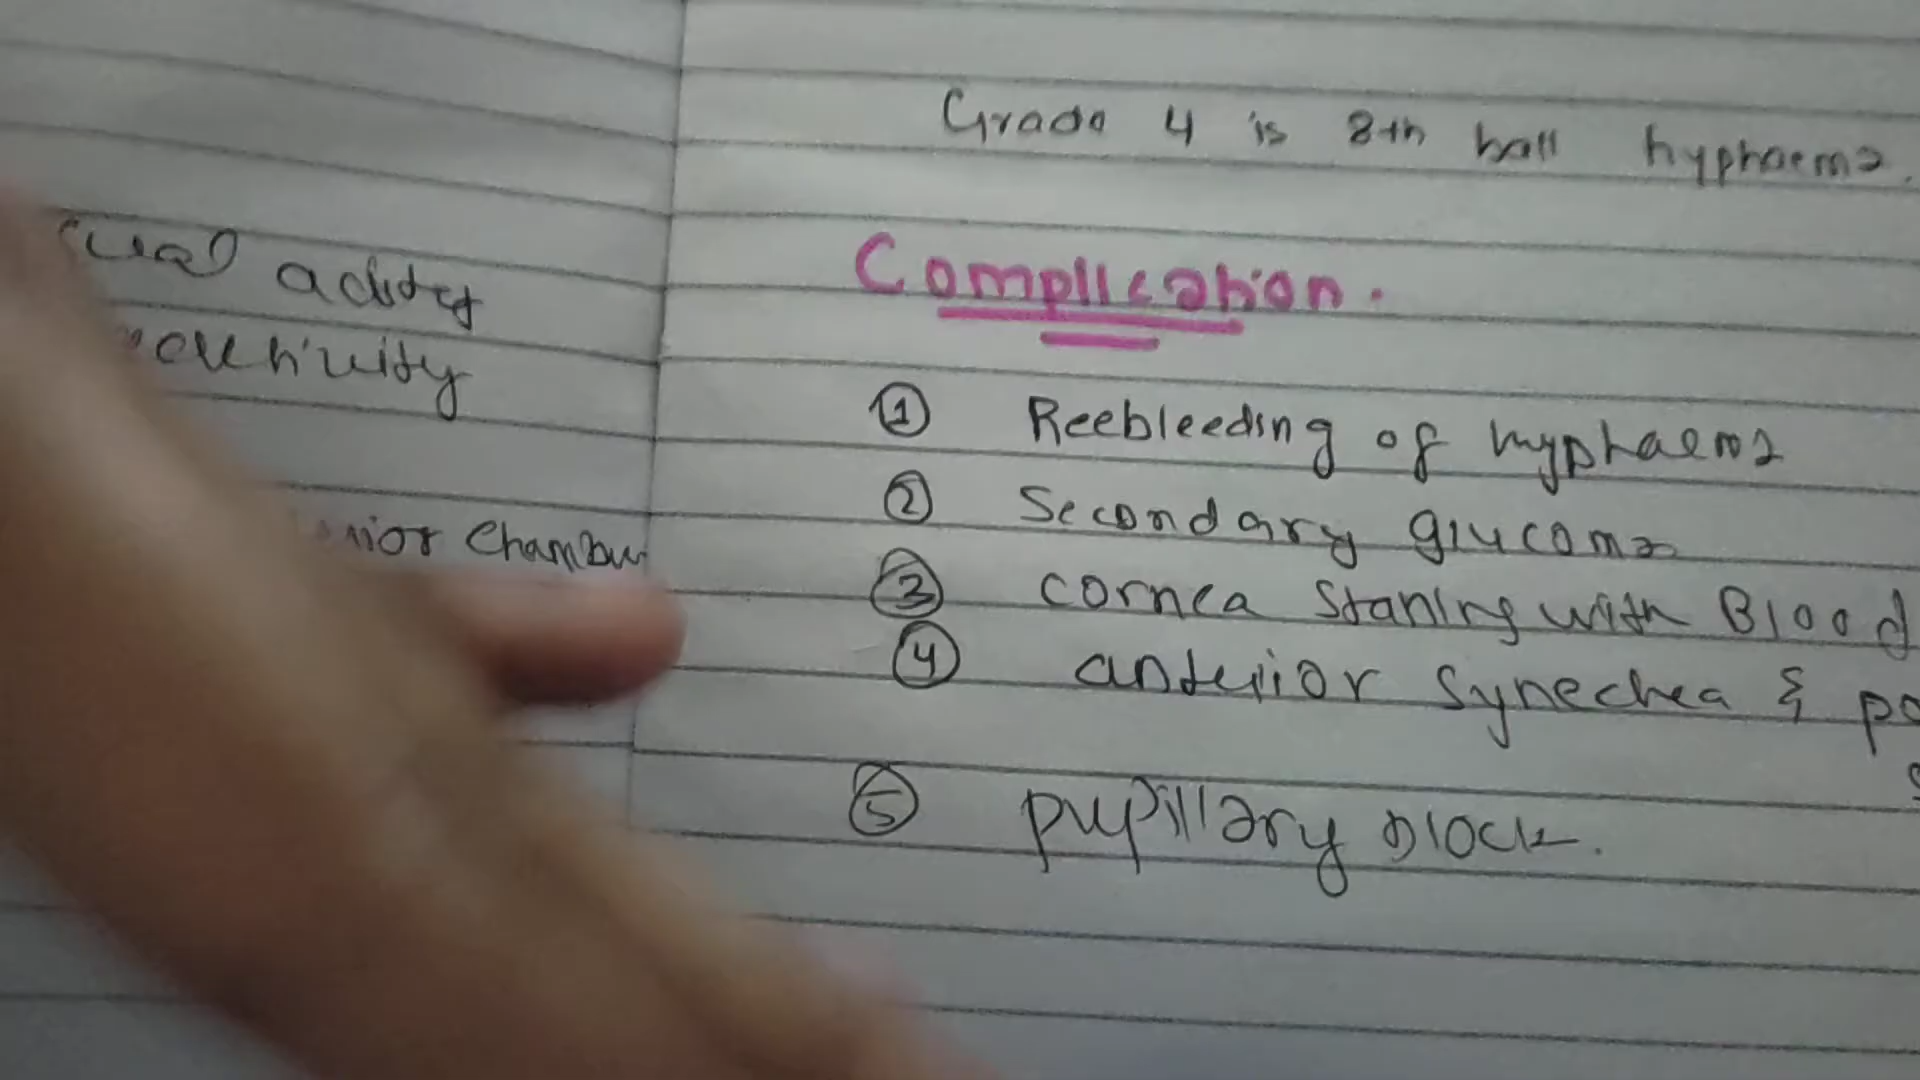 acuity
Chamber
Grade 4 is 8th ball hyphaema.
Complication.
① Reebleeding of hyphaema
② Secondary glucoma
③ cornea Staning with Blood
④ anterior Synechea &
⑤ pupillary Block.